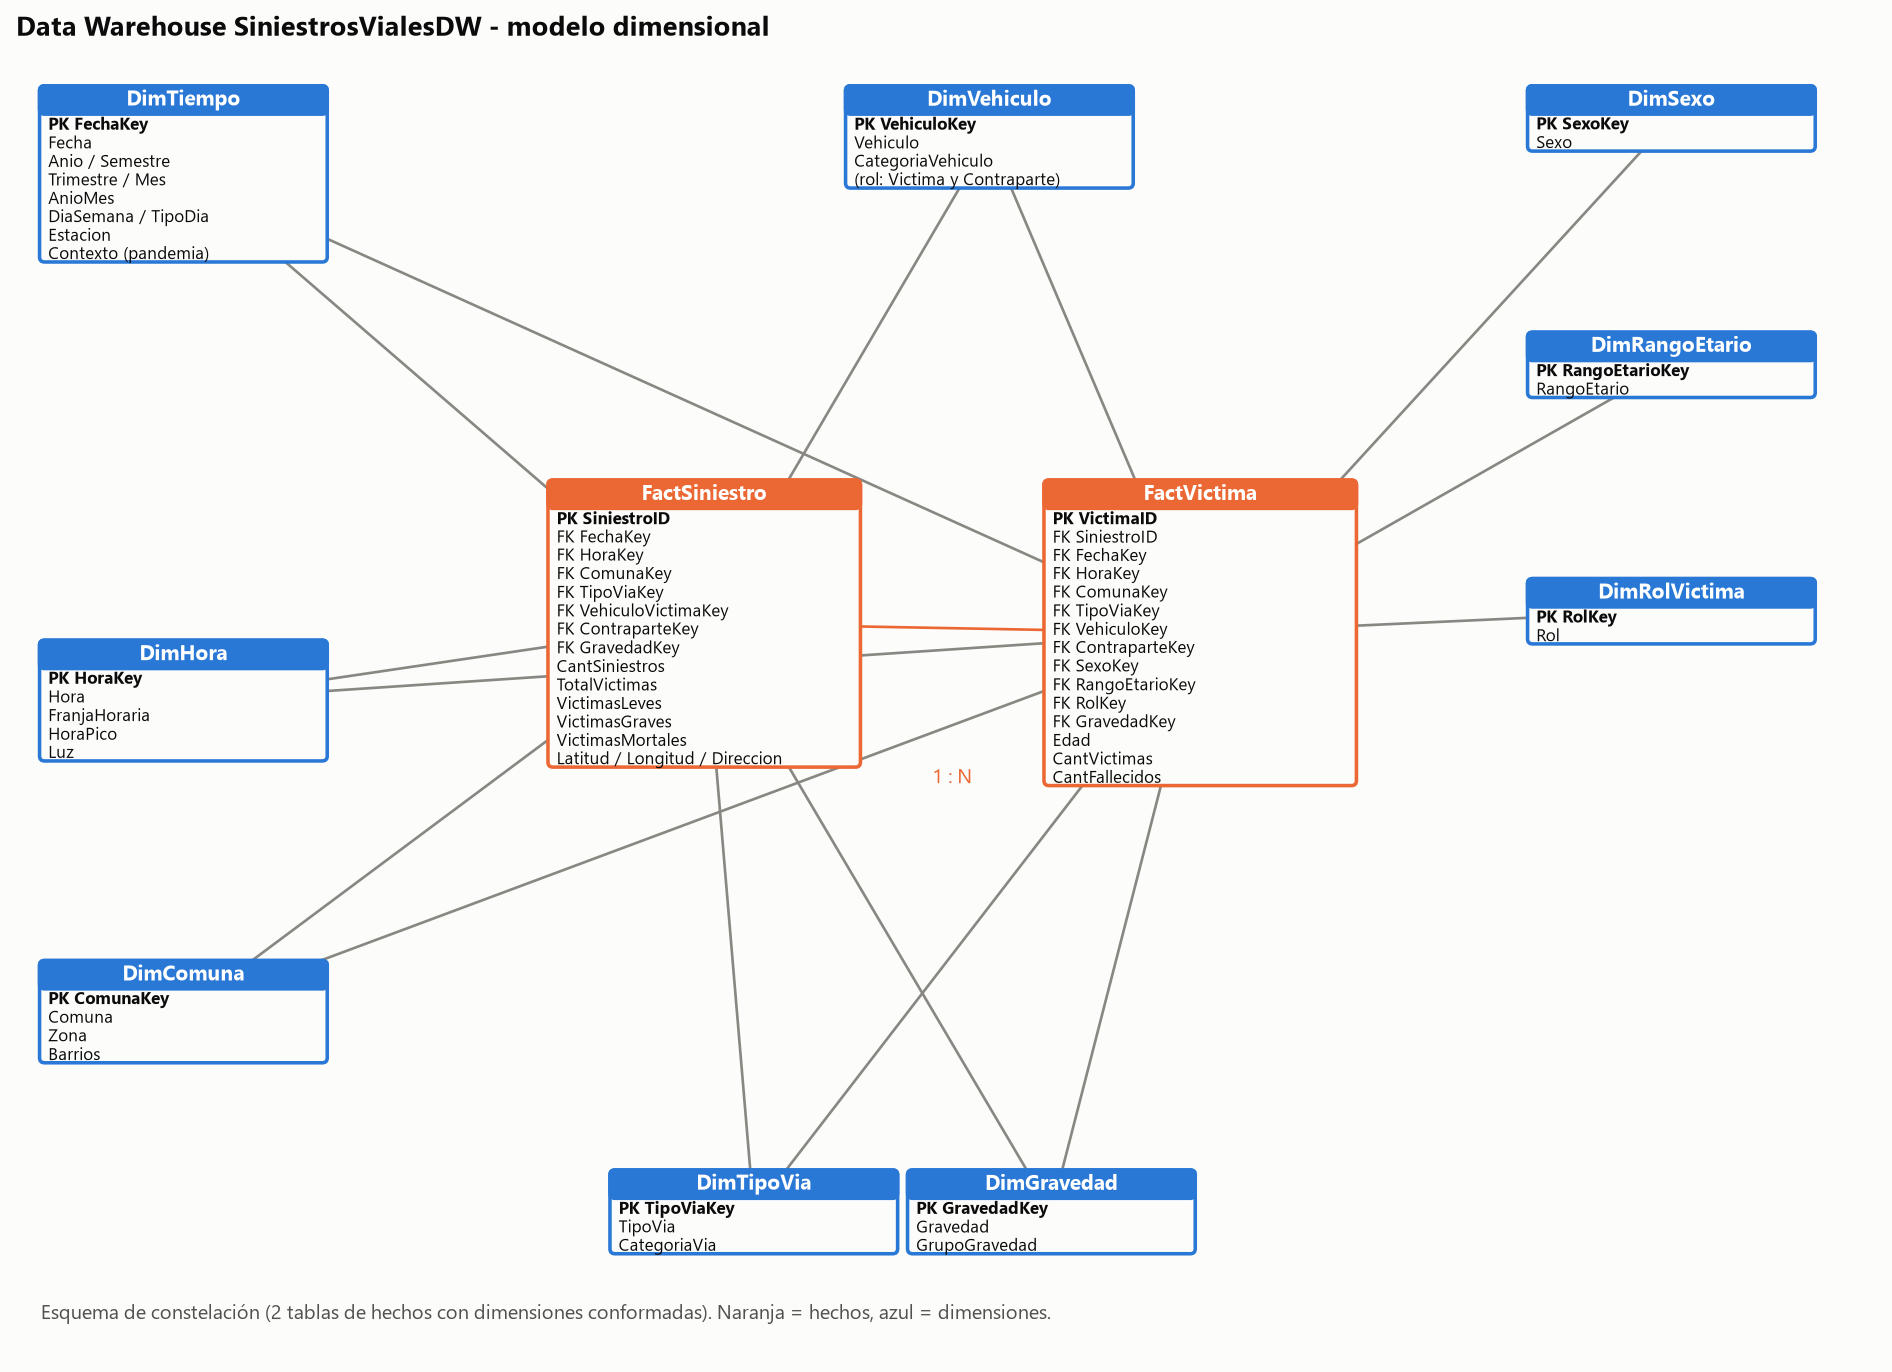 Data Warehouse SiniestrosVialesDW - modelo dimensional
DimTiempo
PK FechaKey
Fecha
Anio / Semestre
Trimestre / Mes
AnioMes
DiaSemana / TipoDia
Estacion
Contexto (pandemia)
DimVehiculo
PK VehiculoKey
Vehiculo
CategoriaVehiculo
(rol: Victima y Contraparte)
DimSexo
PK SexoKey
Sexo
DimRangoEtario
PK RangoEtarioKey
RangoEtario
FactSiniestro
PK SiniestroID
FK FechaKey
FK HoraKey
FK ComunaKey
FK TipoViaKey
FK VehiculoVictimaKey
FK ContraparteKey
FK GravedadKey
CantSiniestros
TotalVictimas
VictimasLeves
VictimasGraves
VictimasMortales
Latitud / Longitud / Direccion
FactVictima
PK VictimaID
FK SiniestroID
FK FechaKey
FK HoraKey
FK ComunaKey
FK TipoViaKey
FK VehiculoKey
FK ContraparteKey
FK SexoKey
FK RangoEtarioKey
FK RolKey
FK GravedadKey
Edad
CantVictimas
CantFallecidos
DimRolVictima
PK RolKey
Rol
DimHora
PK HoraKey
Hora
FranjaHoraria
HoraPico
Luz
1 : N
DimComuna
PK ComunaKey
Comuna
Zona
Barrios
DimTipoVia
PK TipoViaKey
TipoVia
CategoriaVia
DimGravedad
PK GravedadKey
Gravedad
GrupoGravedad
Esquema de constelación (2 tablas de hechos con dimensiones conformadas). Naranja = hechos, azul = dimensiones.